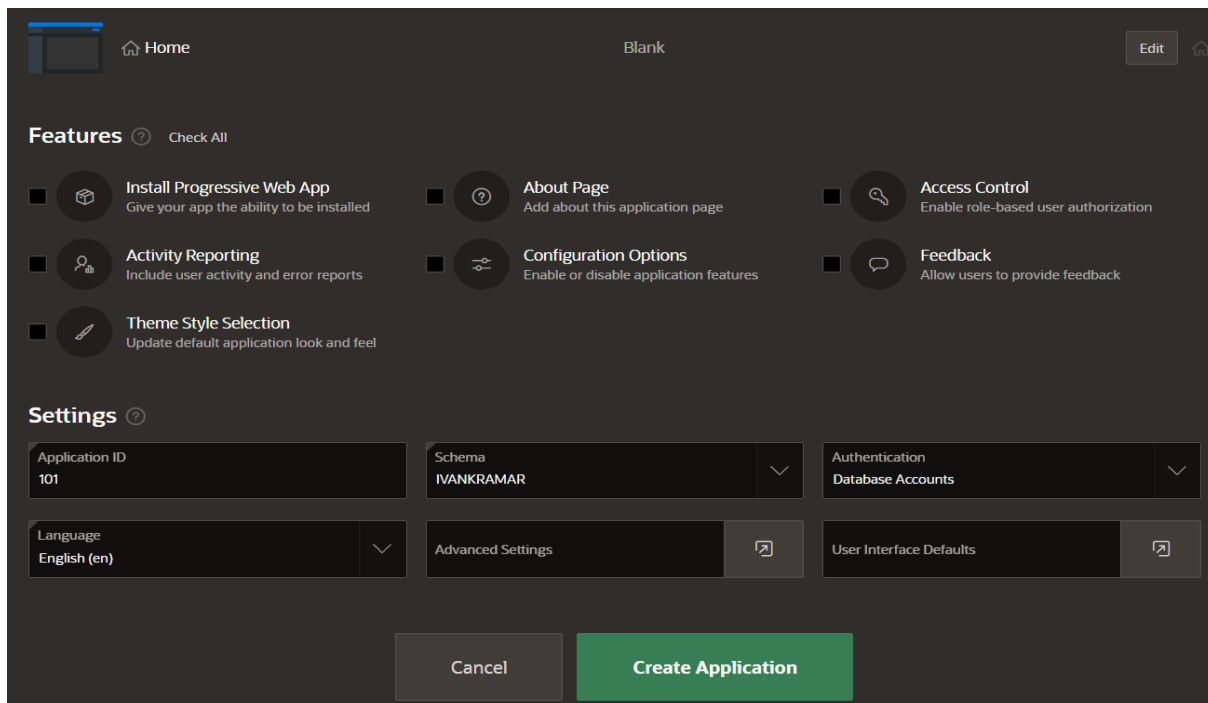 Home
Blank
Edit
Features
Check All
Install Progressive Web App
Give your app the ability to be installed
About Page
Add about this application page
Access Control
Enable role-based user authorization
Activity Reporting
Include user activity and error reports
Configuration Options
Enable or disable application features
Feedback
Allow users to provide feedback
Theme Style Selection
Update default application look and feel
Settings
Application ID
101
Schema
IVANKRAMAR
Authentication
Database Accounts
Language
English (en)
Advanced Settings
User Interface Defaults
Cancel
Create Application